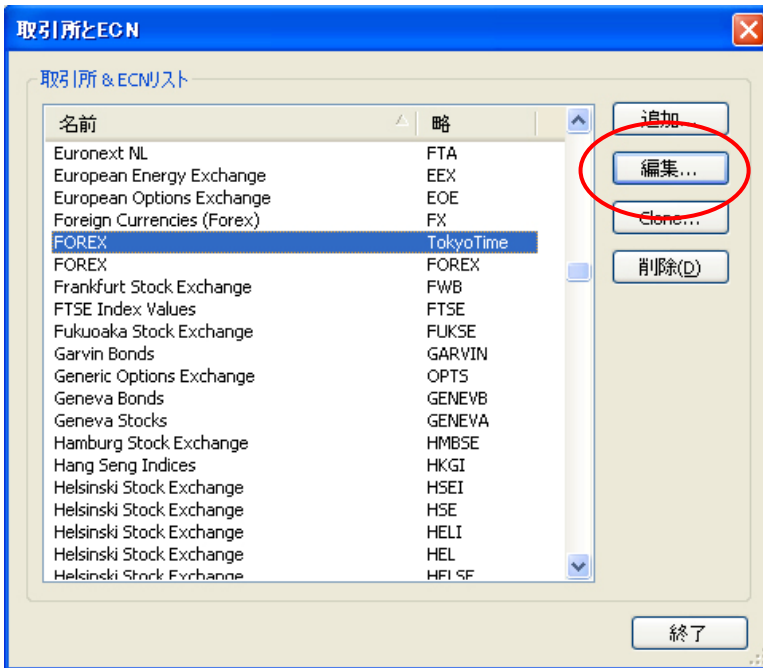 取引所とECN
取引所 & ECNリスト
名前 略
Euronext NL FTA
European Energy Exchange EEX
European Options Exchange EOE
Foreign Currencies (Forex) FX
FOREX TokyoTime
FOREX FOREX
Frankfurt Stock Exchange FWB
FTSE Index Values FTSE
Fukuoaka Stock Exchange FUKSE
Garvin Bonds GARVIN
Generic Options Exchange OPTS
Geneva Bonds GENEVB
Geneva Stocks GENEVA
Hamburg Stock Exchange HMBSE
Hang Seng Indices HKGI
Helsinski Stock Exchange HSEI
Helsinski Stock Exchange HSE
Helsinski Stock Exchange HELI
Helsinski Stock Exchange HEL
Helsinski Stock Exchange HELSE
追加...
編集...
Clone...
削除(D)
終了